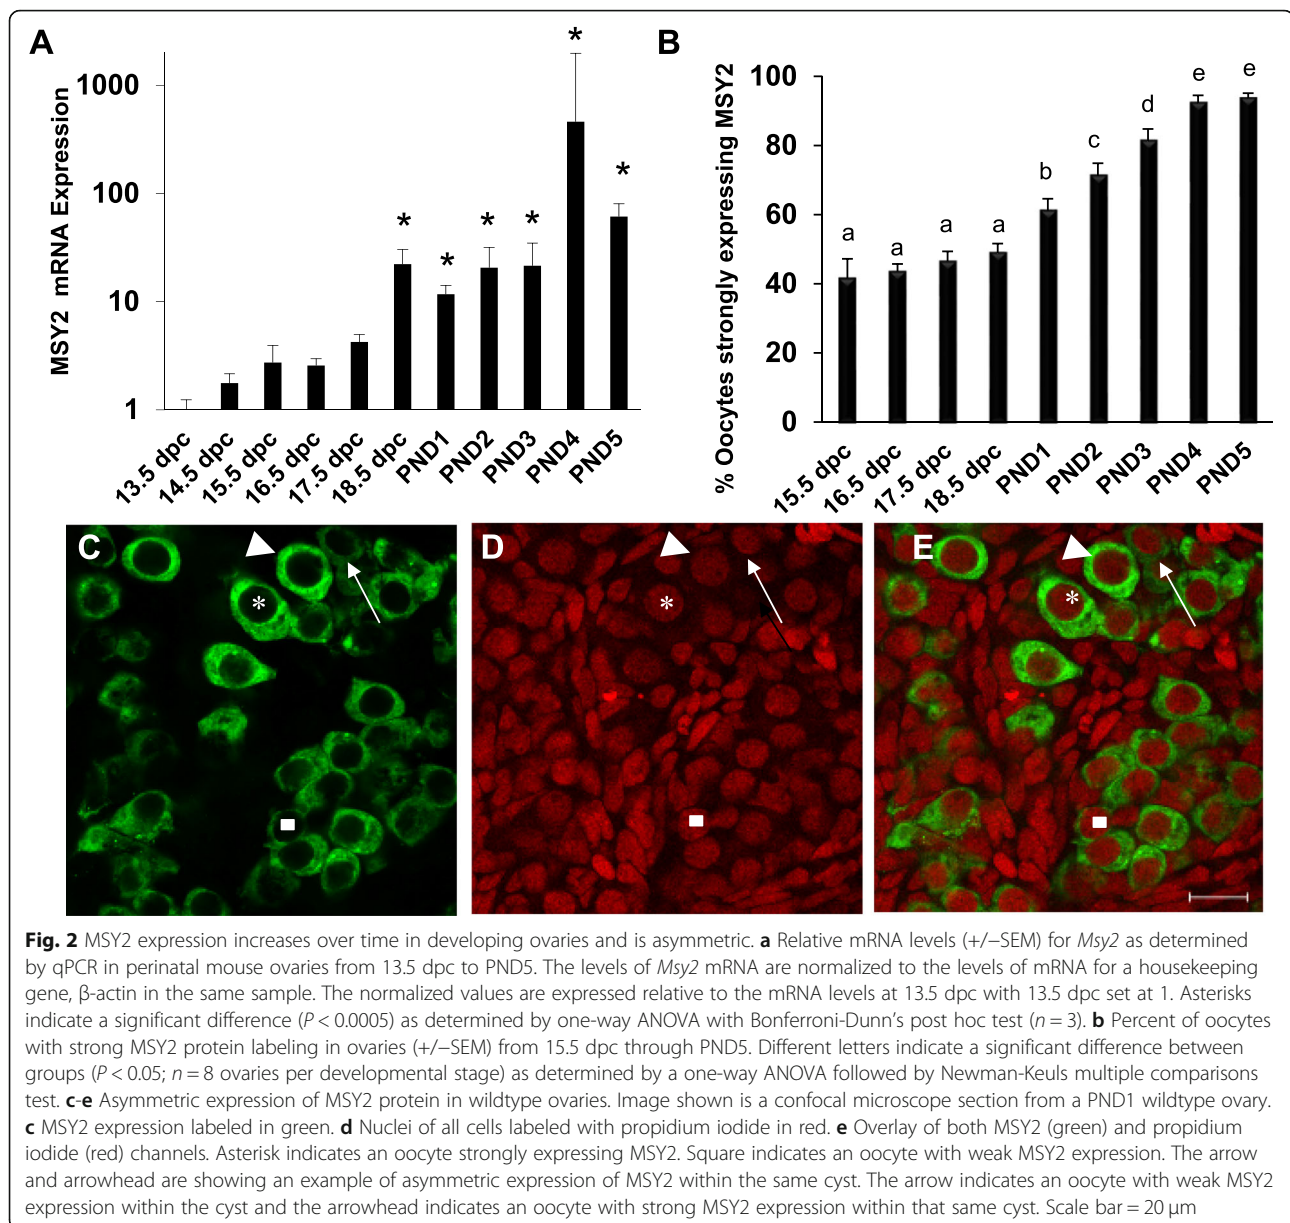 A
MSY2 mRNA Expression
1000
100
10
1
* * * * * *
13.5 dpc
14.5 dpc
15.5 dpc
16.5 dpc
17.5 dpc
18.5 dpc
PND1
PND2
PND3
PND4
PND5
B
% Oocytes strongly expressing MSY2
100
80
60
40
20
0
a a a a b c d e e
15.5 dpc
16.5 dpc
17.5 dpc
18.5 dpc
PND1
PND2
PND3
PND4
PND5
C
*
D
*
E
*
Fig. 2 MSY2 expression increases over time in developing ovaries and is asymmetric. a Relative mRNA levels (+/−SEM) for Msy2 as determined
by qPCR in perinatal mouse ovaries from 13.5 dpc to PND5. The levels of Msy2 mRNA are normalized to the levels of mRNA for a housekeeping
gene, β-actin in the same sample. The normalized values are expressed relative to the mRNA levels at 13.5 dpc with 13.5 dpc set at 1. Asterisks
indicate a significant difference (P < 0.0005) as determined by one-way ANOVA with Bonferroni-Dunn's post hoc test (n = 3). b Percent of oocytes
with strong MSY2 protein labeling in ovaries (+/−SEM) from 15.5 dpc through PND5. Different letters indicate a significant difference between
groups (P < 0.05; n = 8 ovaries per developmental stage) as determined by a one-way ANOVA followed by Newman-Keuls multiple comparisons
test. c-e Asymmetric expression of MSY2 protein in wildtype ovaries. Image shown is a confocal microscope section from a PND1 wildtype ovary.
c MSY2 expression labeled in green. d Nuclei of all cells labeled with propidium iodide in red. e Overlay of both MSY2 (green) and propidium
iodide (red) channels. Asterisk indicates an oocyte strongly expressing MSY2. Square indicates an oocyte with weak MSY2 expression. The arrow
and arrowhead are showing an example of asymmetric expression of MSY2 within the same cyst. The arrow indicates an oocyte with weak MSY2
expression within the cyst and the arrowhead indicates an oocyte with strong MSY2 expression within that same cyst. Scale bar = 20 μm